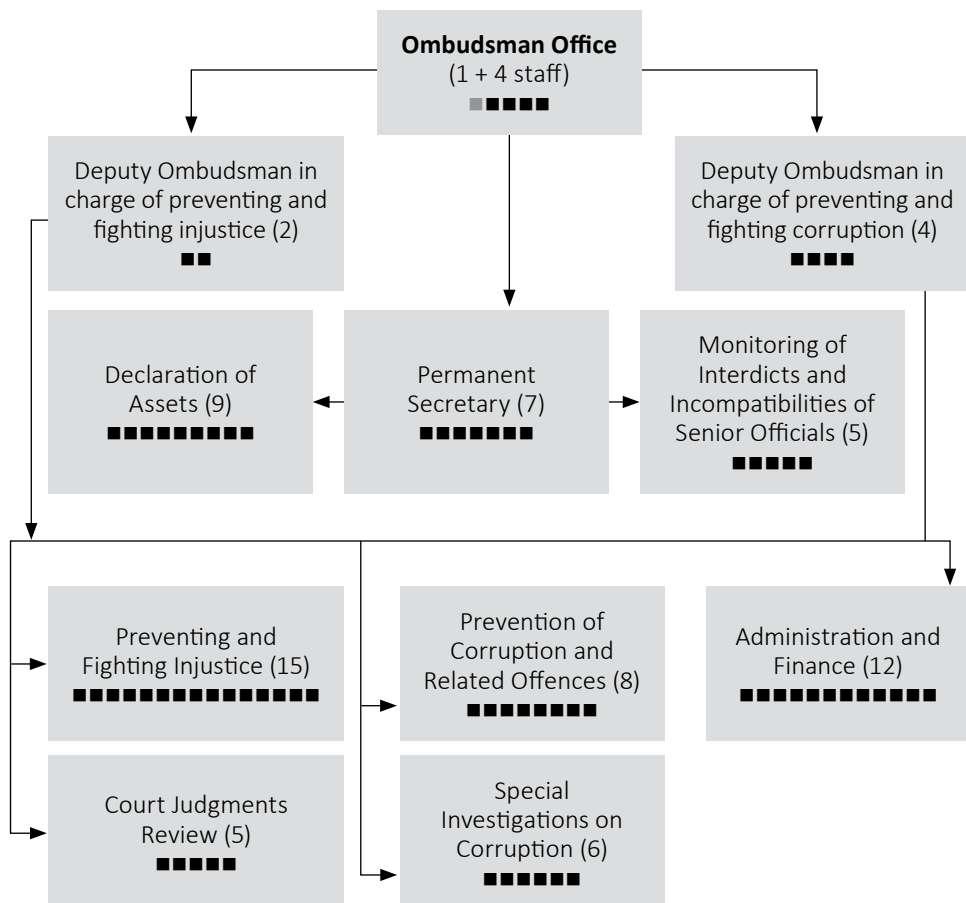 Ombudsman Office
(1 + 4 staff)
Deputy Ombudsman in
charge of preventing and
fighting injustice (2)
Deputy Ombudsman in
charge of preventing and
fighting corruption (4)
Declaration of
Assets (9)
Permanent
Secretary (7)
Monitoring of
Interdicts and
Incompatibilities of
Senior Officials (5)
Preventing and
Fighting Injustice (15)
Prevention of
Corruption and
Related Offences (8)
Administration and
Finance (12)
Court Judgments
Review (5)
Special
Investigations on
Corruption (6)